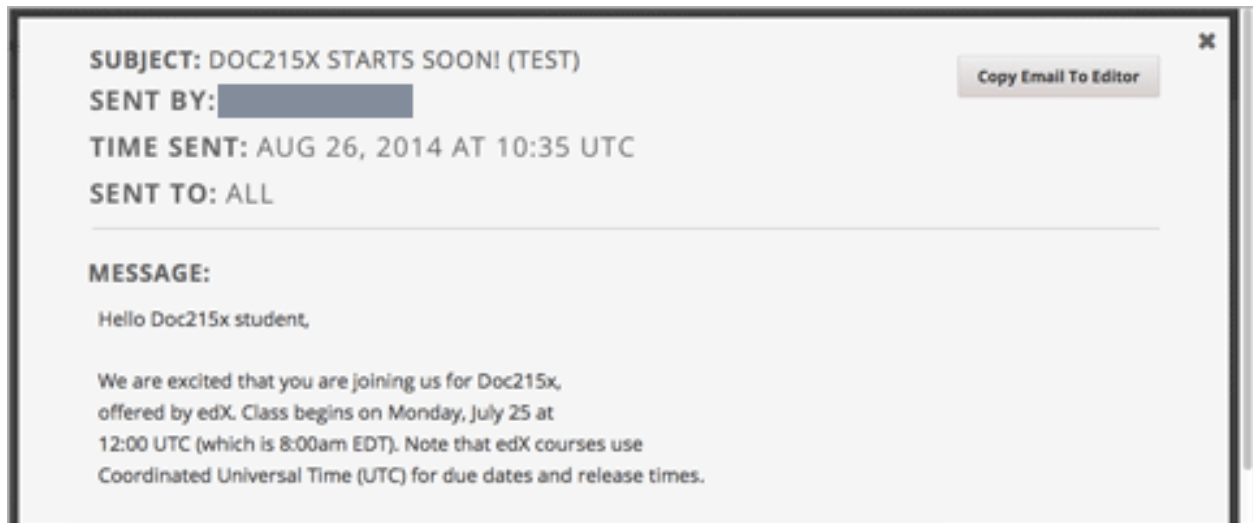 SUBJECT: DOC215X STARTS SOON! (TEST)
Copy Email To Editor
SENT BY:
TIME SENT: AUG 26, 2014 AT 10:35 UTC
SENT TO: ALL
MESSAGE:
Hello Doc215x student,
We are excited that you are joining us for Doc215x,
offered by edX. Class begins on Monday, July 25 at
12:00 UTC (which is 8:00am EDT). Note that edX courses use
Coordinated Universal Time (UTC) for due dates and release times.